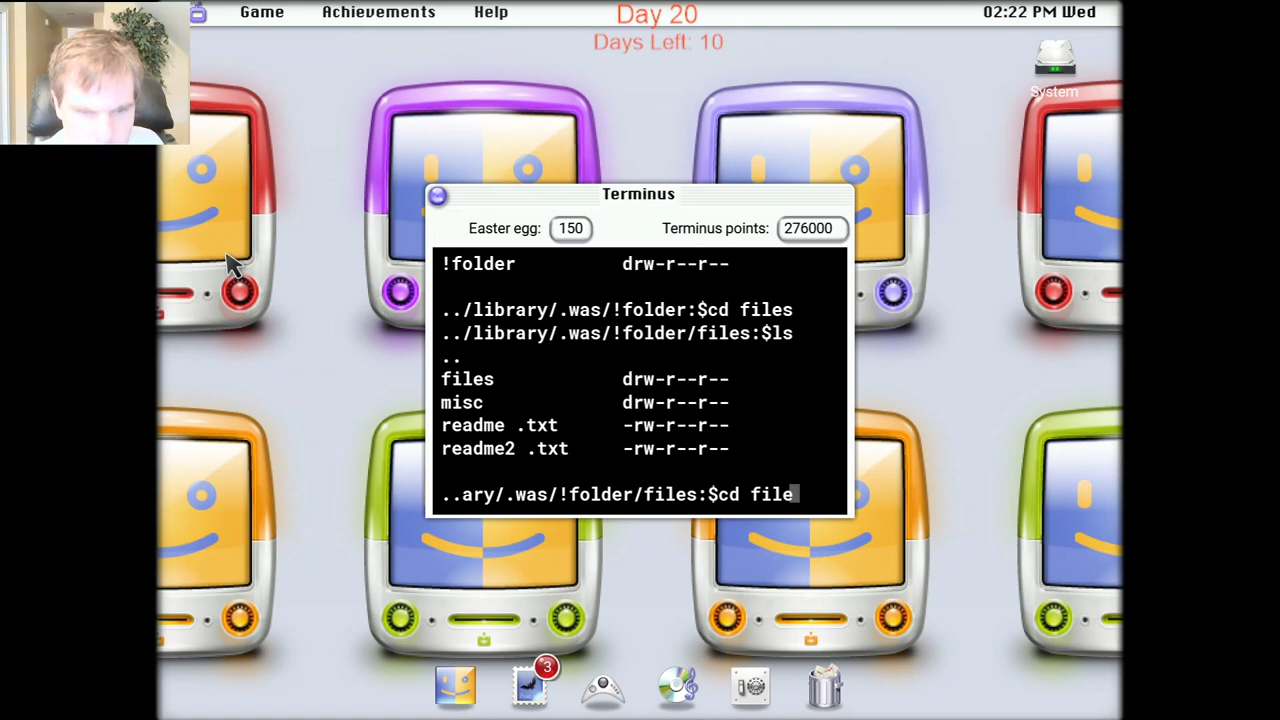 Game Achievements Help Day 20 02:22 PM Wed
Days Left: 10
System
Terminus
Easter egg: 150 Terminus points: 276000
!folder drw-r--r--
../library/.was/!folder:$cd files
../library/.was/!folder/files:$ls
..
files drw-r--r--
misc drw-r--r--
readme .txt -rw-r--r--
readme2 .txt -rw-r--r--
..ary/.was/!folder/files:$cd file
3